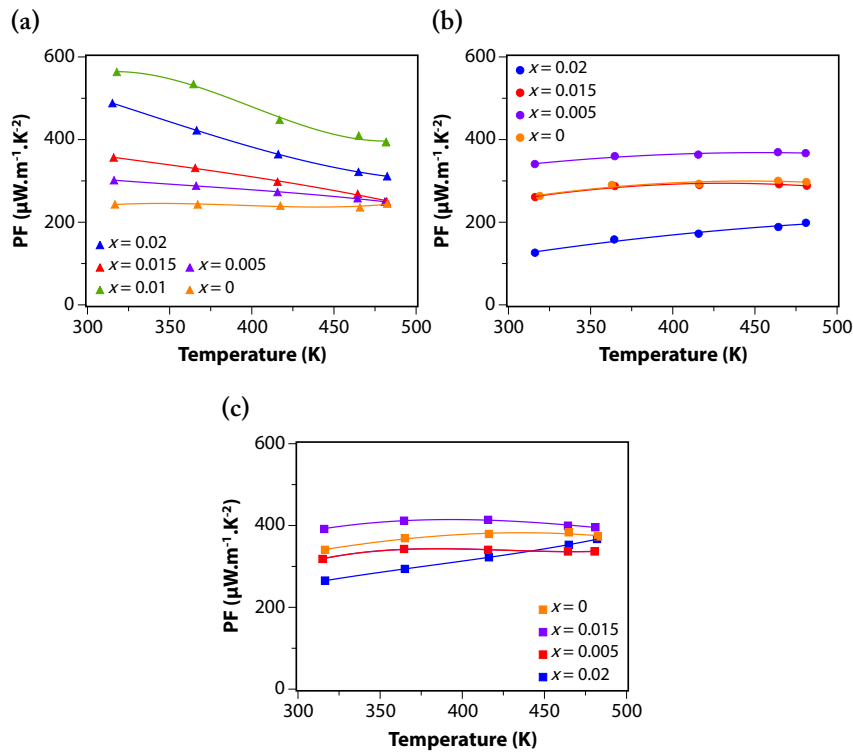 (a)
600
400
200
0
PF (µW.m⁻¹.K⁻²)
x = 0.02
x = 0.015
x = 0.005
x = 0.01
x = 0
300
350
400
450
500
Temperature (K)
(b)
600
400
200
0
PF (µW.m⁻¹.K⁻²)
x = 0.02
x = 0.015
x = 0.005
x = 0
300
350
400
450
500
Temperature (K)
(c)
600
400
200
0
PF (µW.m⁻¹.K⁻²)
x = 0
x = 0.015
x = 0.005
x = 0.02
300
350
400
450
500
Temperature (K)